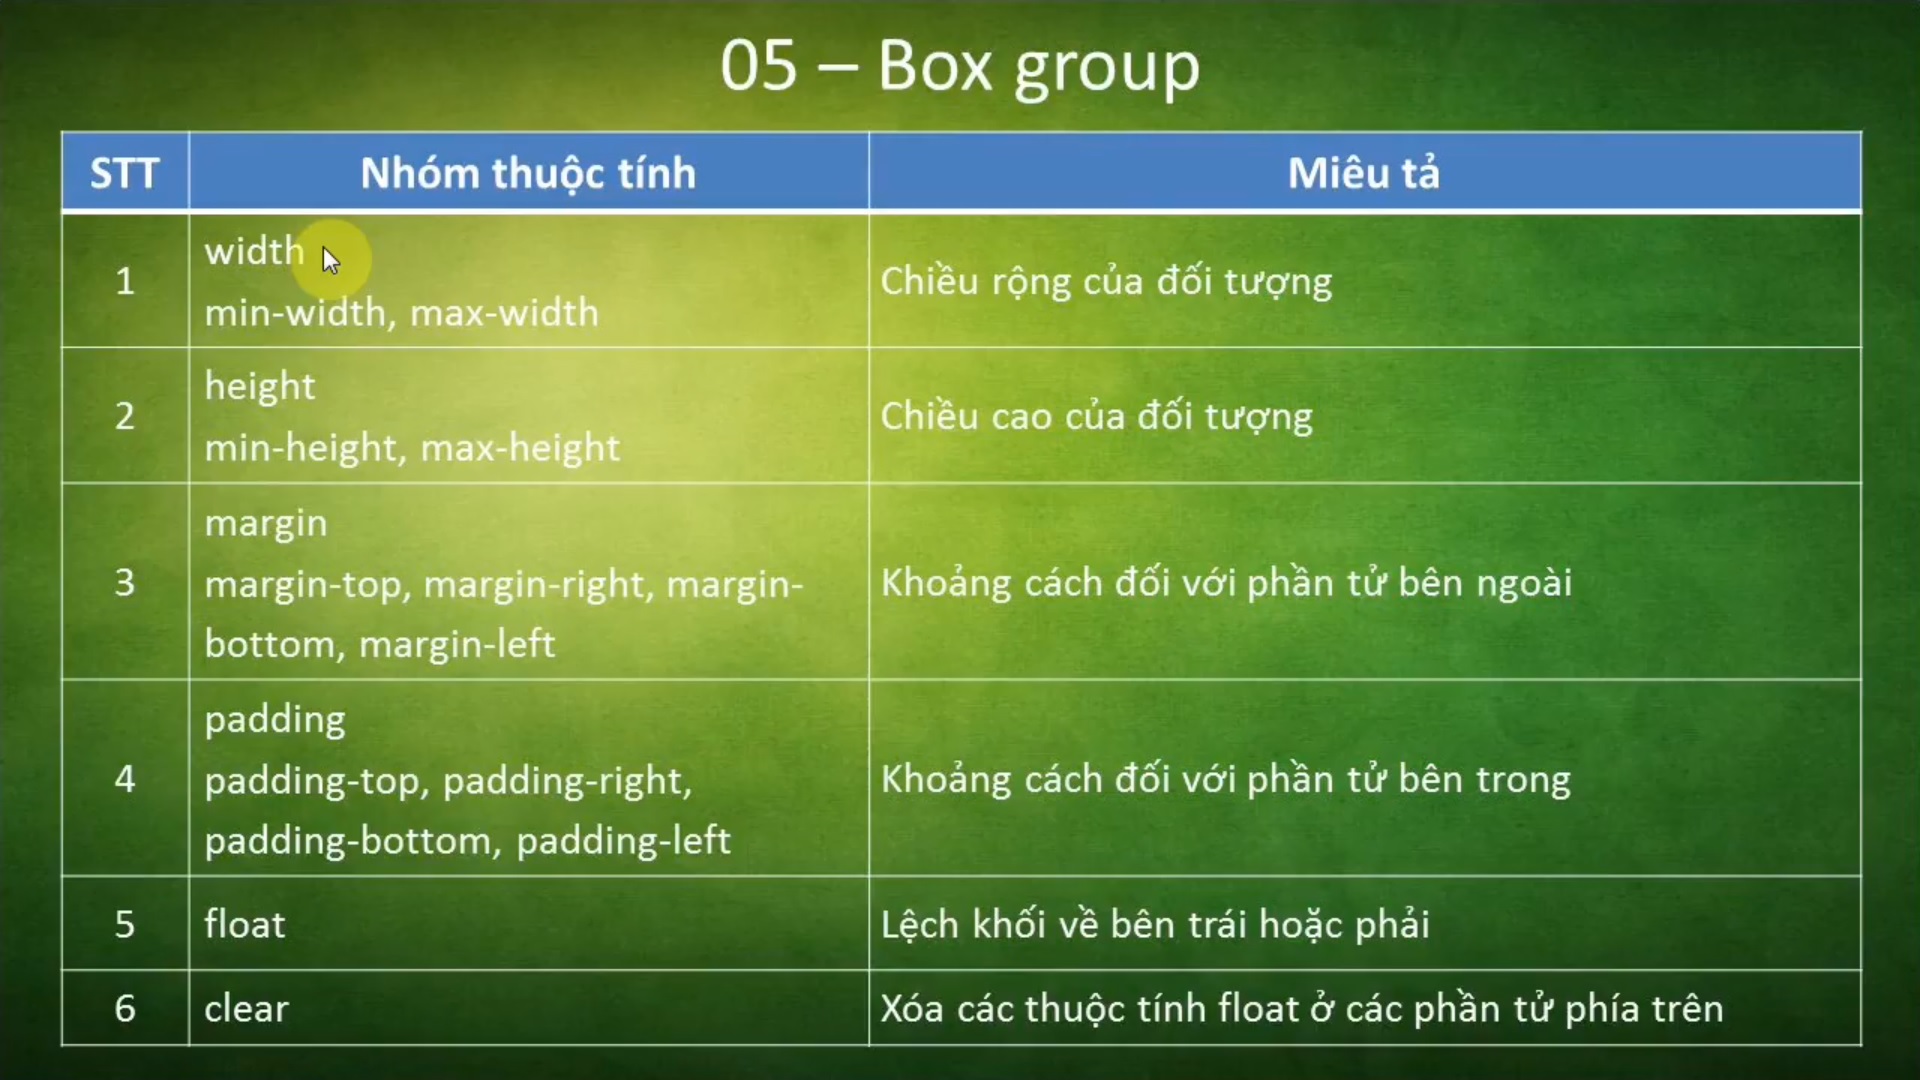 05 – Box group
STT
Nhóm thuộc tính
Miêu tả
1
width
min-width, max-width
Chiều rộng của đối tượng
2
height
min-height, max-height
Chiều cao của đối tượng
3
margin
margin-top, margin-right, margin-
bottom, margin-left
Khoảng cách đối với phần tử bên ngoài
4
padding
padding-top, padding-right,
padding-bottom, padding-left
Khoảng cách đối với phần tử bên trong
5
float
Lệch khối về bên trái hoặc phải
6
clear
Xóa các thuộc tính float ở các phần tử phía trên